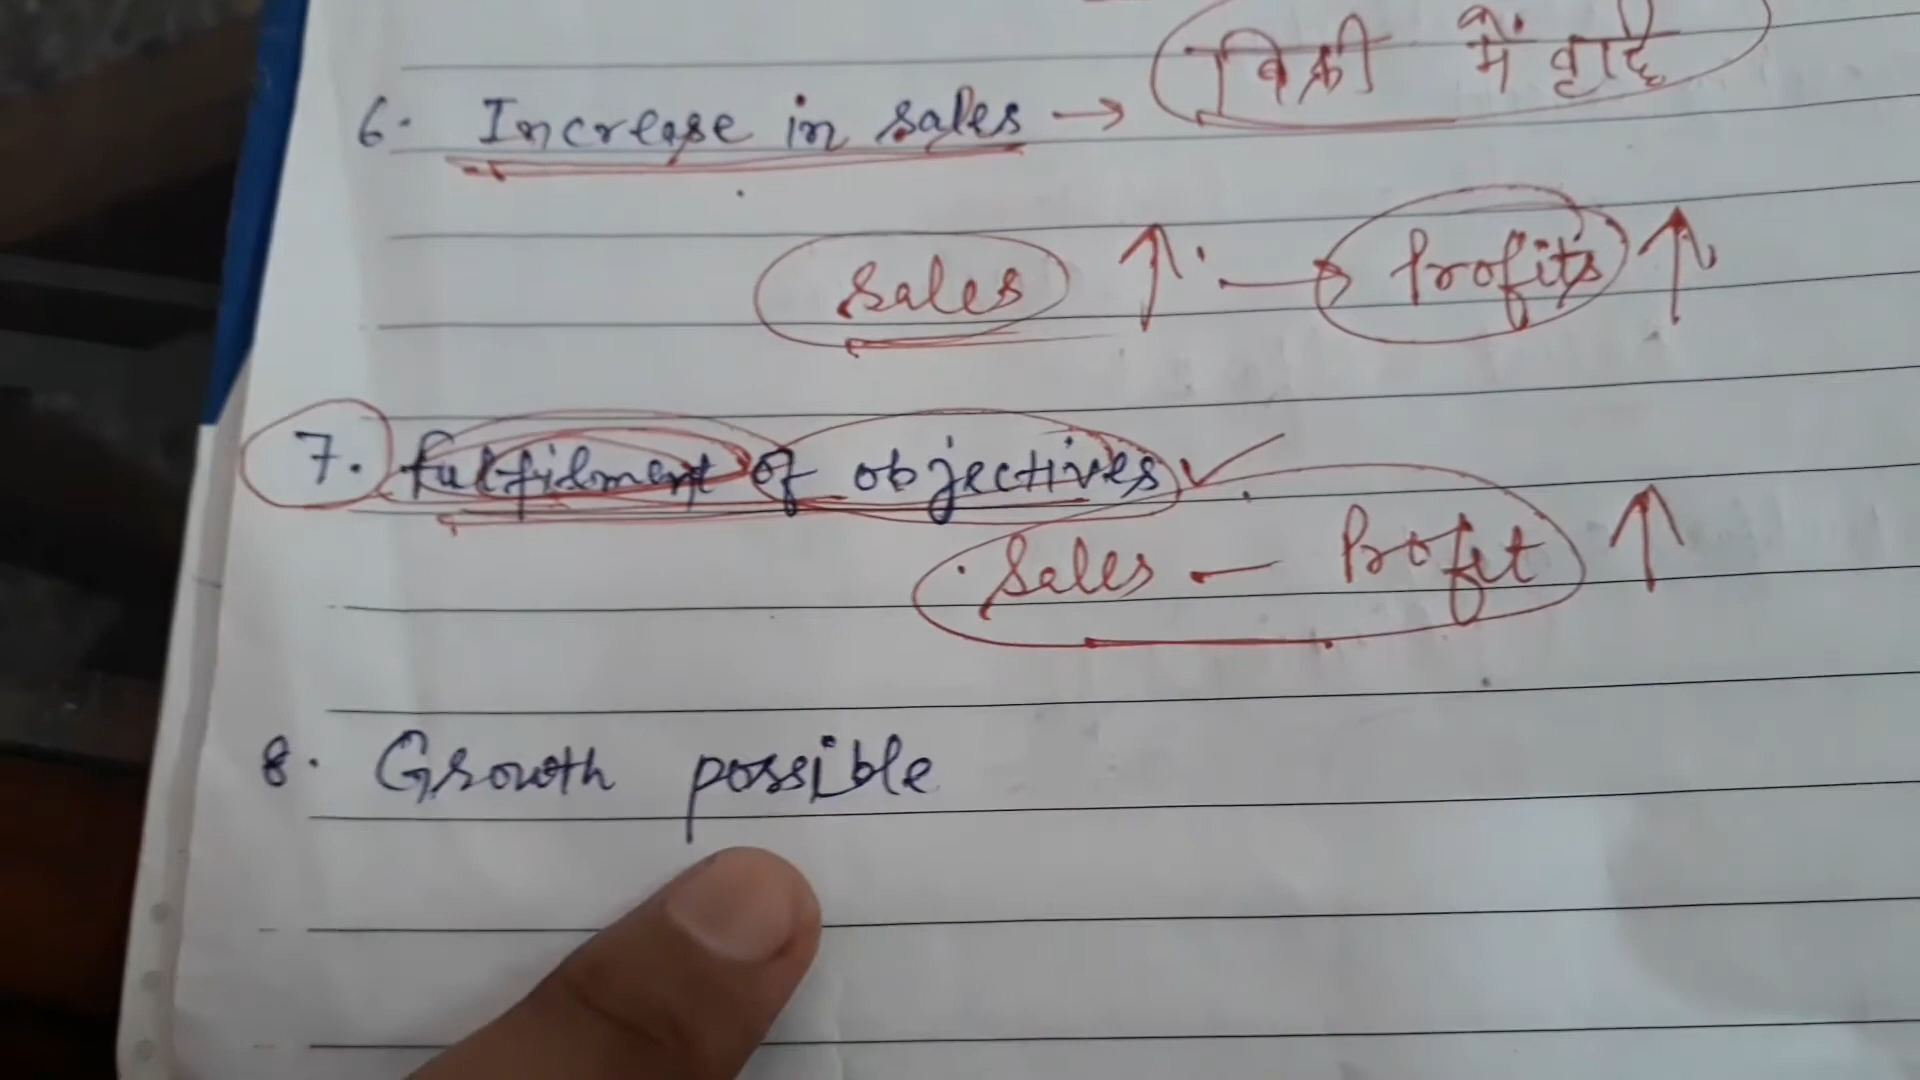 6. Increase in sales → बिक्री में वृद्धि
Sales ↑ → Profits ↑
7. fulfilment of objectives ✓
Sales — Profit ↑
8. Growth possible